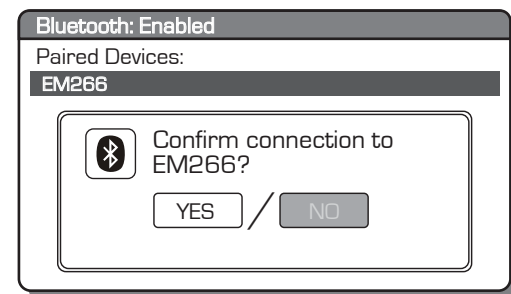 Bluetooth: Enabled
Paired Devices:
EM266
Confirm connection to
EM266?
YES / NO